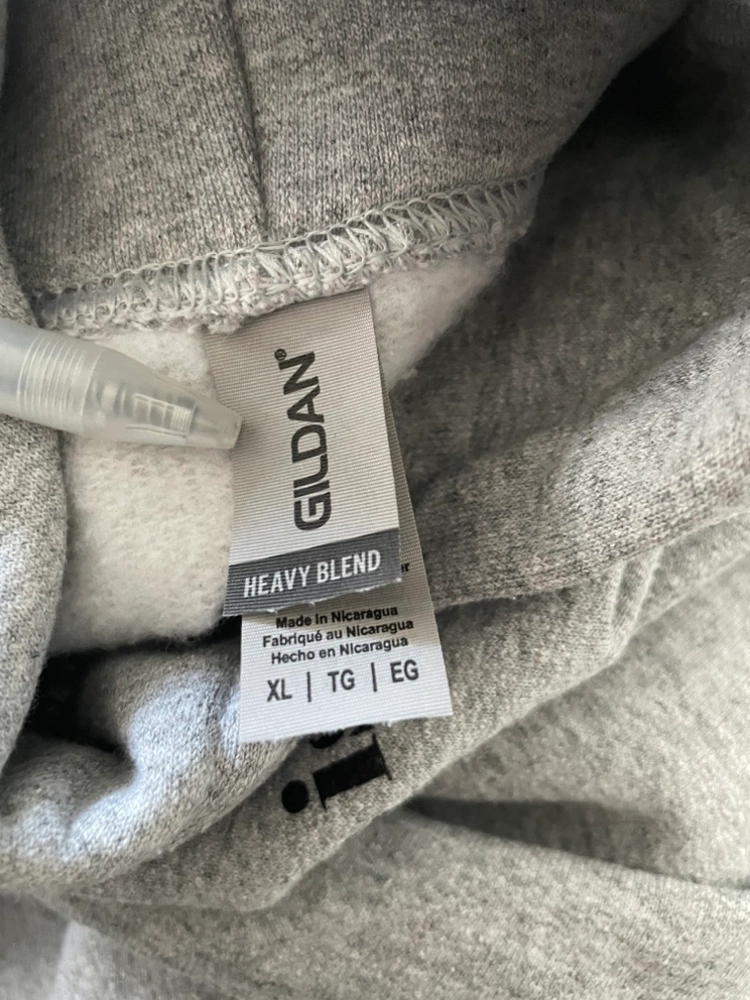 GILDAN®
HEAVY BLEND
Made in Nicaragua
Fabriqué au Nicaragua
Hecho en Nicaragua
XL | TG | EG